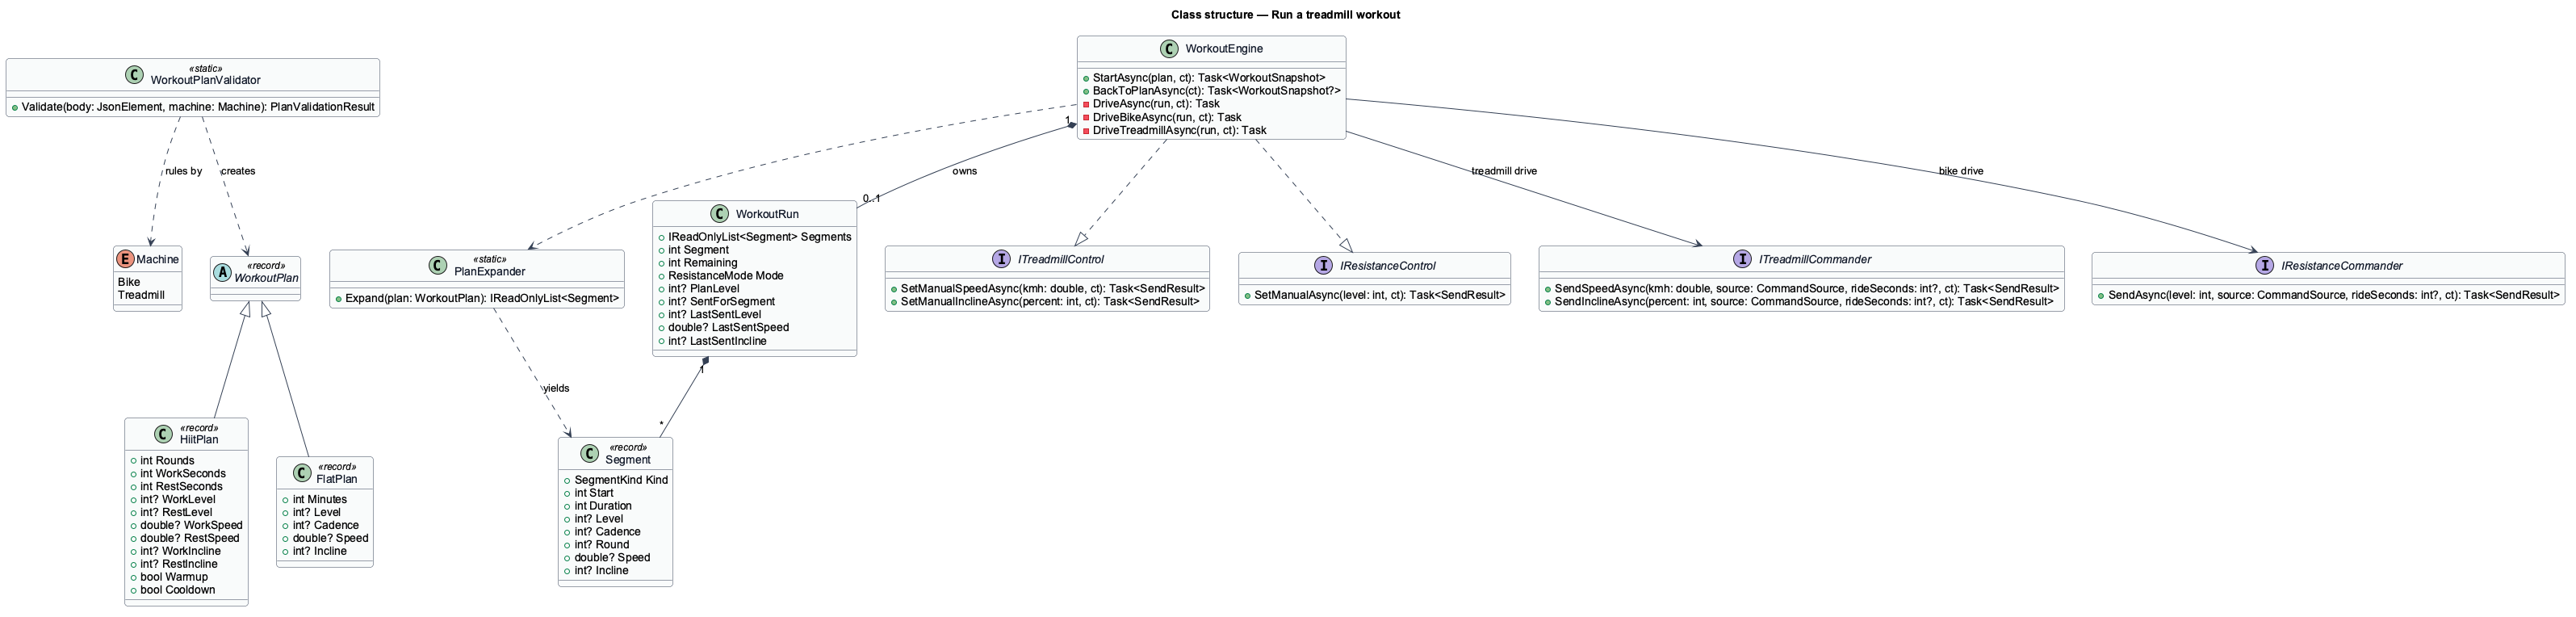 Class structure — Run a treadmill workout
C WorkoutEngine
StartAsync(plan, ct): Task<WorkoutSnapshot>
BackToPlanAsync(ct): Task<WorkoutSnapshot?>
DriveAsync(run, ct): Task
DriveBikeAsync(run, ct): Task
DriveTreadmillAsync(run, ct): Task
C «static»
WorkoutPlanValidator
Validate(body: JsonElement, machine: Machine): PlanValidationResult
rules by
creates
1
owns
0..1
treadmill drive
bike drive
E Machine
Bike
Treadmill
A «record»
WorkoutPlan
C «static»
PlanExpander
Expand(plan: WorkoutPlan): IReadOnlyList<Segment>
C WorkoutRun
IReadOnlyList<Segment> Segments
int Segment
int Remaining
ResistanceMode Mode
int? PlanLevel
int? SentForSegment
int? LastSentLevel
double? LastSentSpeed
int? LastSentIncline
I ITreadmillControl
SetManualSpeedAsync(kmh: double, ct): Task<SendResult>
SetManualInclineAsync(percent: int, ct): Task<SendResult>
I IResistanceControl
SetManualAsync(level: int, ct): Task<SendResult>
I ITreadmillCommander
SendSpeedAsync(kmh: double, source: CommandSource, rideSeconds: int?, ct): Task<SendResult>
SendInclineAsync(percent: int, source: CommandSource, rideSeconds: int?, ct): Task<SendResult>
I IResistanceCommander
SendAsync(level: int, source: CommandSource, rideSeconds: int?, ct): Task<SendResult>
yields
1
*
C «record»
HiitPlan
int Rounds
int WorkSeconds
int RestSeconds
int? WorkLevel
int? RestLevel
double? WorkSpeed
double? RestSpeed
int? WorkIncline
int? RestIncline
bool Warmup
bool Cooldown
C «record»
FlatPlan
int Minutes
int? Level
int? Cadence
double? Speed
int? Incline
C «record»
Segment
SegmentKind Kind
int Start
int Duration
int? Level
int? Cadence
int? Round
double? Speed
int? Incline